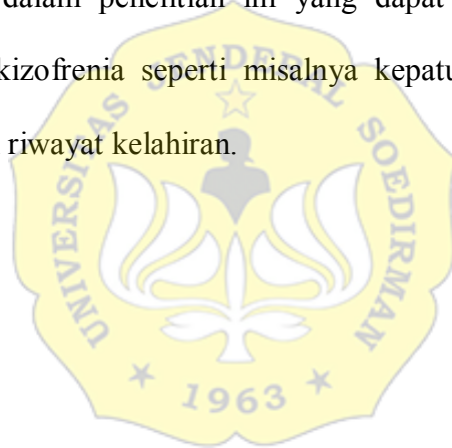 dalam penelitian ini yang dapat
kizofrenia seperti misalnya kepatu
riwayat kelahiran.
UNIVERSITAS JENDERAL SOEDIRMAN
1963